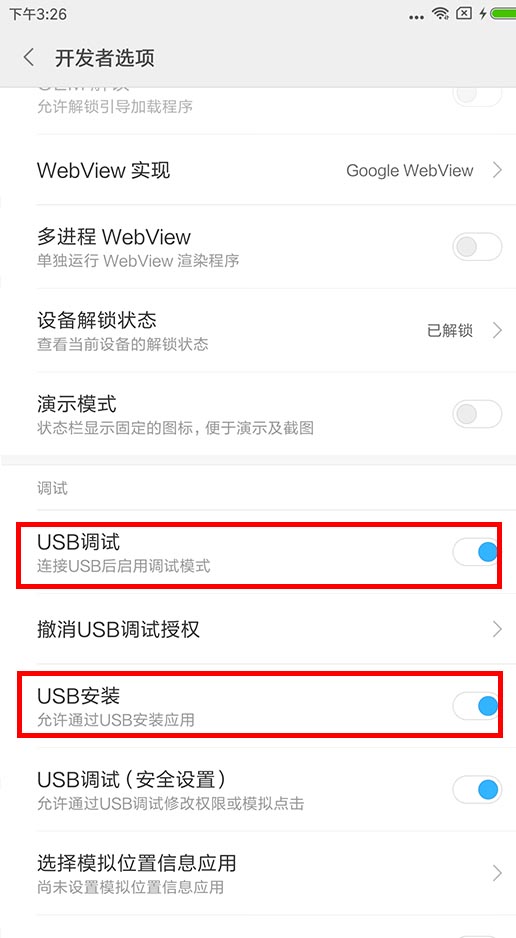 下午3:26
开发者选项
允许解锁引导加载程序
WebView 实现
Google WebView
多进程 WebView
单独运行 WebView 渲染程序
设备解锁状态
已解锁
查看当前设备的解锁状态
演示模式
状态栏显示固定的图标，便于演示及截图
调试
USB调试
连接USB后启用调试模式
撤消USB调试授权
USB安装
允许通过USB安装应用
USB调试（安全设置）
允许通过USB调试修改权限或模拟点击
选择模拟位置信息应用
尚未设置模拟位置信息应用